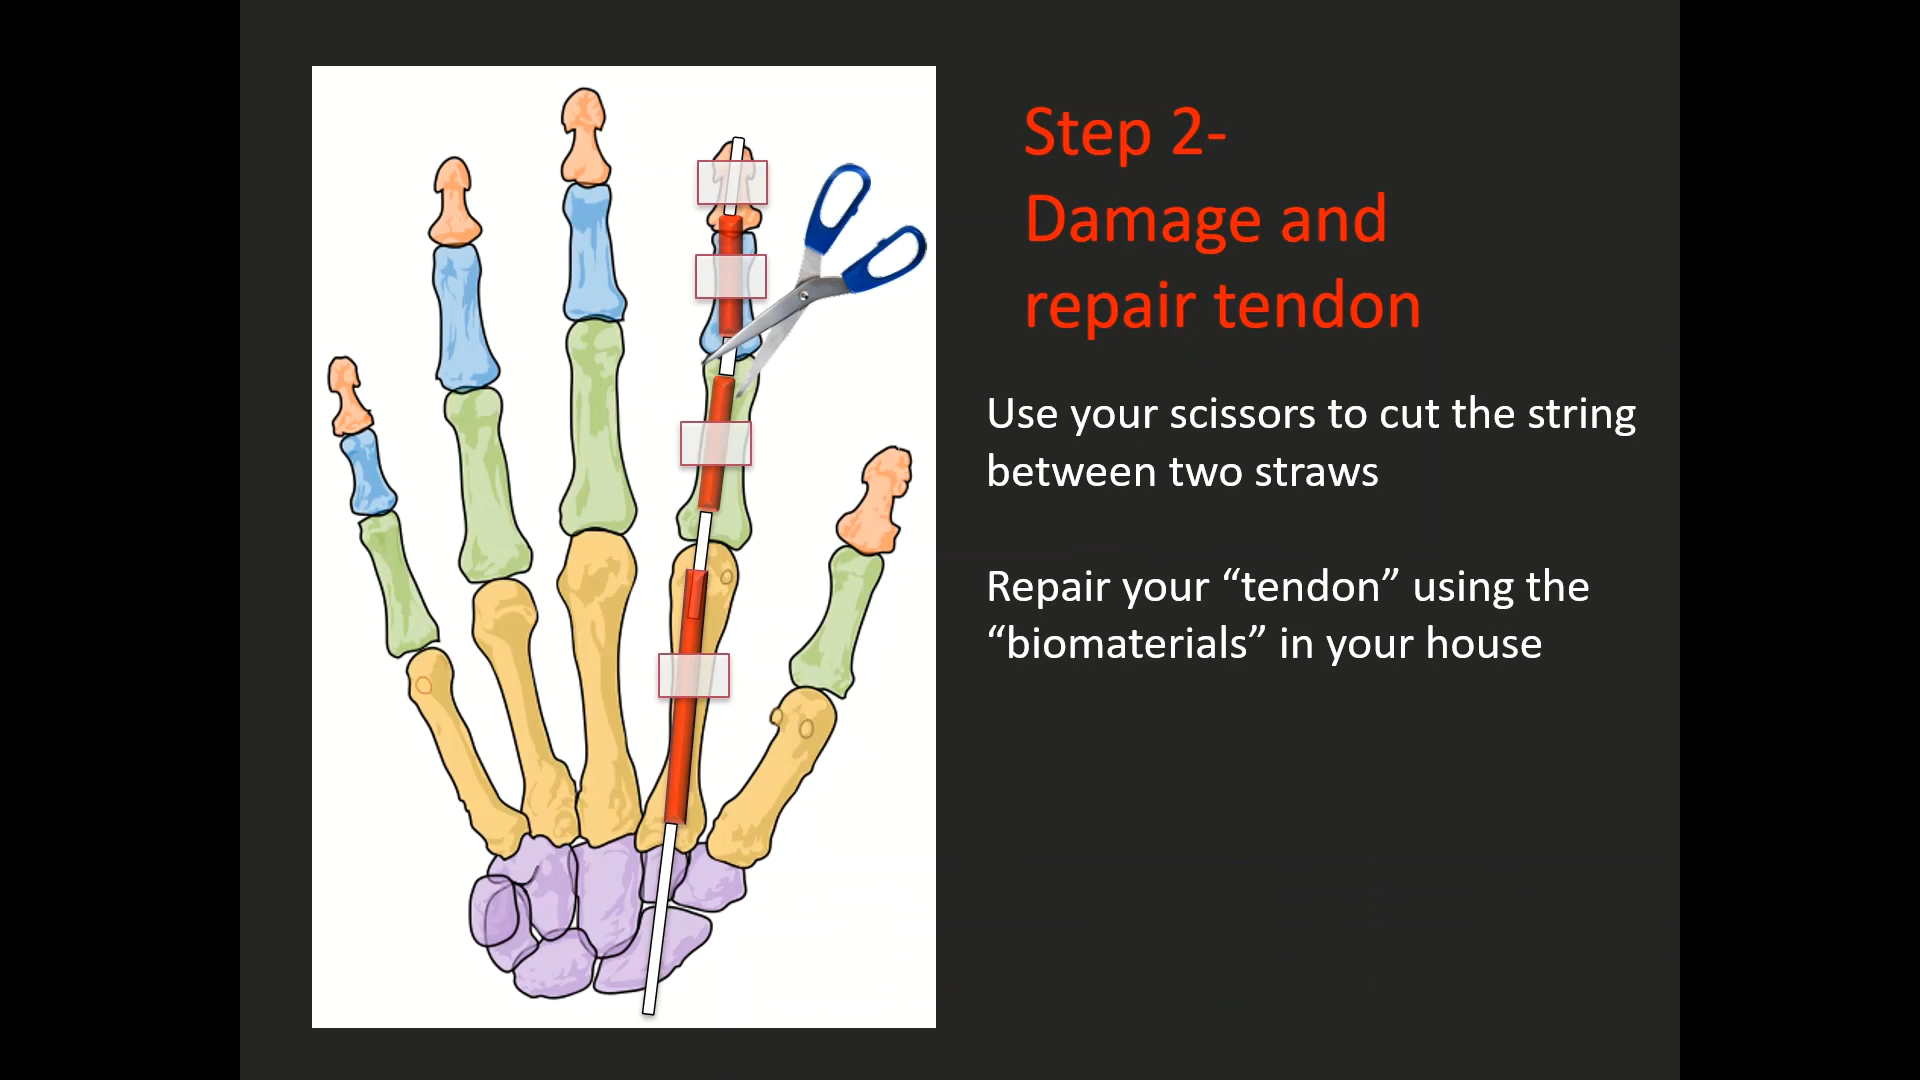 Step 2-
Damage and
repair tendon
Use your scissors to cut the string
between two straws
Repair your “tendon” using the
“biomaterials” in your house